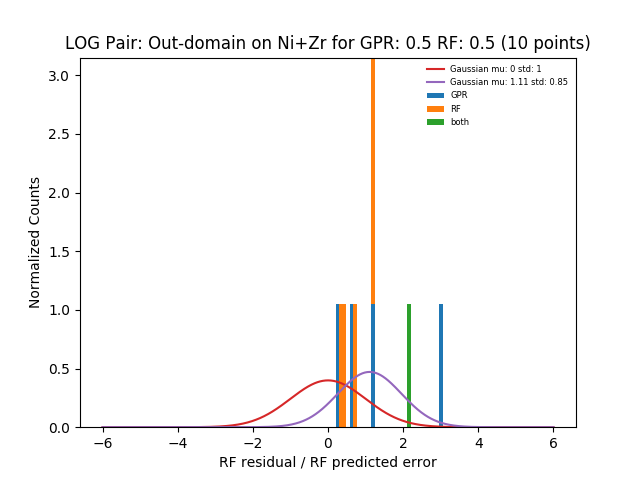 LOG Pair: Out-domain on Ni+Zr for GPR: 0.5 RF: 0.5 (10 points)
Gaussian mu: 0 std: 1
Gaussian mu: 1.11 std: 0.85
GPR
RF
both
Normalized Counts
3.0
2.5
2.0
1.5
1.0
0.5
0.0
−6
−4
−2
0
2
4
6
RF residual / RF predicted error